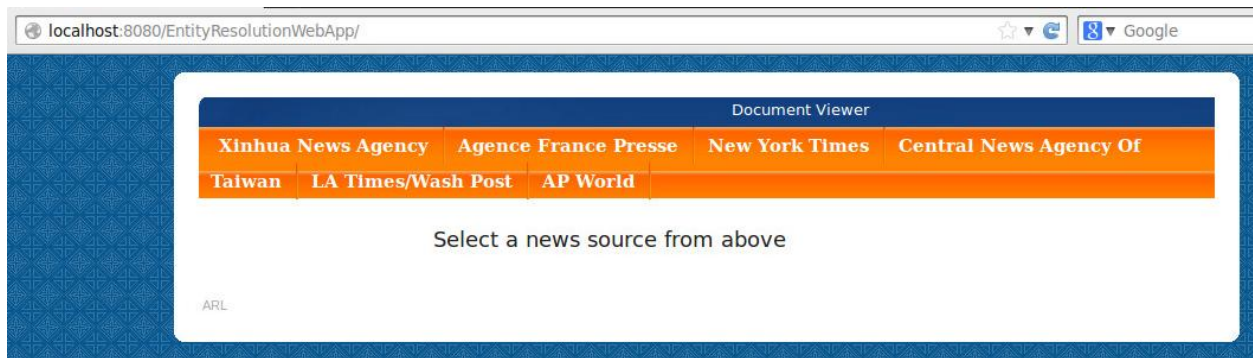 localhost:8080/EntityResolutionWebApp/ Google
Document Viewer
Xinhua News Agency Agence France Presse New York Times Central News Agency Of
Taiwan LA Times/Wash Post AP World
Select a news source from above
ARL